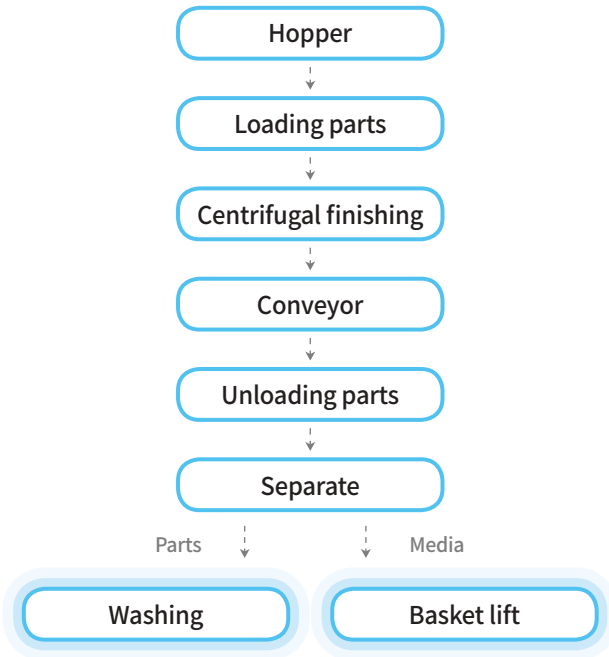 Hopper
Loading parts
Centrifugal finishing
Conveyor
Unloading parts
Separate
Parts
Media
Washing
Basket lift